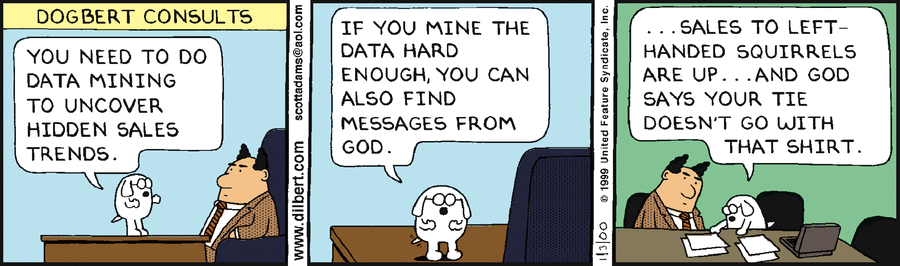 DOGBERT CONSULTS
YOU NEED TO DO
DATA MINING
TO UNCOVER
HIDDEN SALES
TRENDS.
www.dilbert.com scottadams@aol.com
IF YOU MINE THE
DATA HARD
ENOUGH, YOU CAN
ALSO FIND
MESSAGES FROM
GOD.
1/3/00 © 1999 United Feature Syndicate, Inc.
...SALES TO LEFT-
HANDED SQUIRRELS
ARE UP...AND GOD
SAYS YOUR TIE
DOESN'T GO WITH
THAT SHIRT.